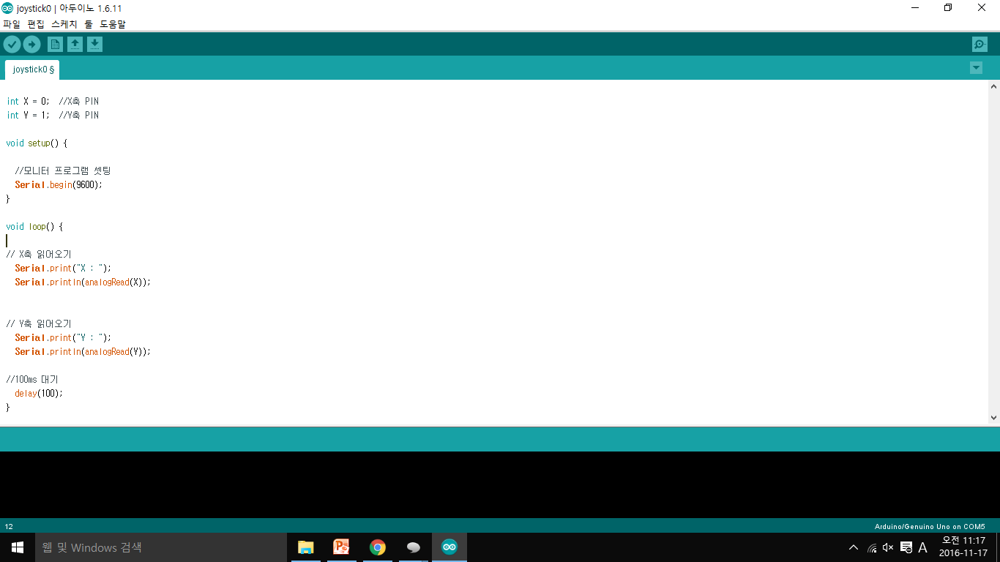 joystick0 | 아두이노 1.6.11
파일 편집 스케치 툴 도움말
joystick0 §
int X = 0;  //X축 PIN
int Y = 1;  //Y축 PIN
void setup() {
//모니터 프로그램 셋팅
Serial.begin(9600);
}
void loop() {
// X축 읽어오기
Serial.print("X : ");
Serial.println(analogRead(X));
// Y축 읽어오기
Serial.print("Y : ");
Serial.println(analogRead(Y));
//100ms 대기
delay(100);
}
12
Arduino/Genuino Uno on COM5
웹 및 Windows 검색
A
오전 11:17
2016-11-17